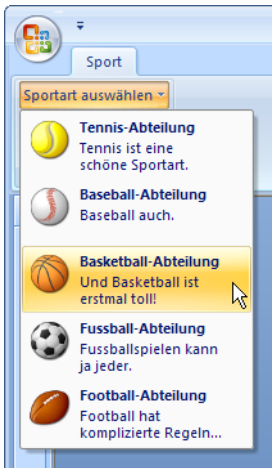 Sport
Sportart auswählen
Tennis-Abteilung
Tennis ist eine
schöne Sportart.
Baseball-Abteilung
Baseball auch.
Basketball-Abteilung
Und Basketball ist
erstmal toll!
Fussball-Abteilung
Fussballspielen kann
ja jeder.
Football-Abteilung
Football hat
komplizierte Regeln...